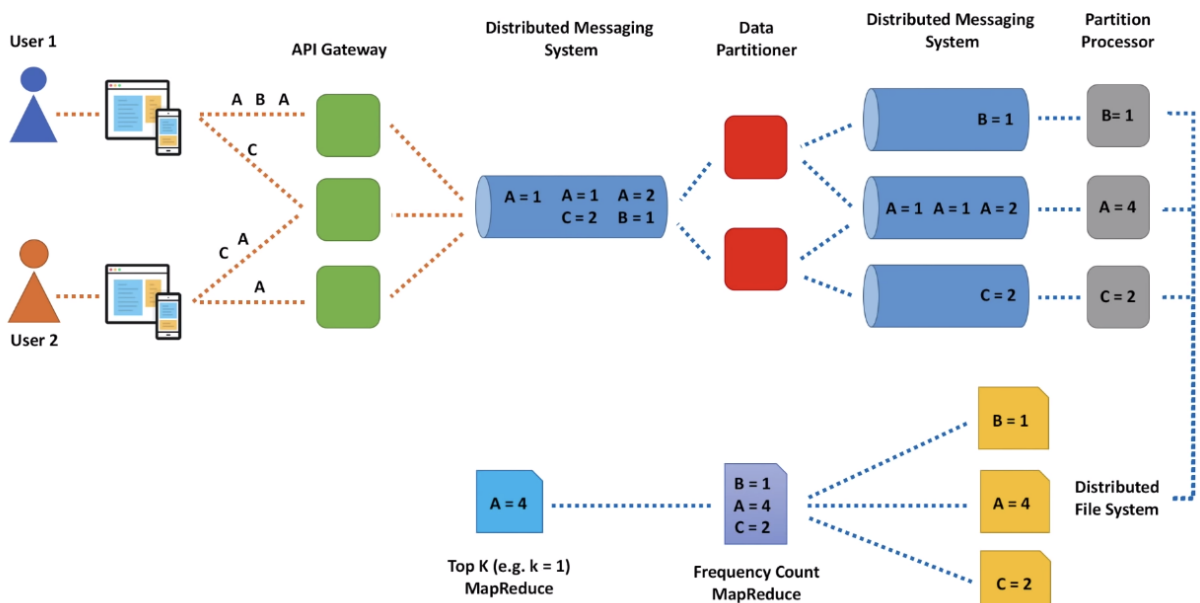 User 1
API Gateway
Distributed Messaging
System
Data
Partitioner
Distributed Messaging
System
Partition
Processor
A B A
C
A
C
A
User 2
A = 1 A = 1 A = 2
C = 2 B = 1
B = 1
A = 1 A = 1 A = 2
C = 2
B= 1
A = 4
C = 2
B = 1
A = 4
C = 2
Distributed
File System
B = 1
A = 4
C = 2
Frequency Count
MapReduce
A = 4
Top K (e.g. k = 1)
MapReduce